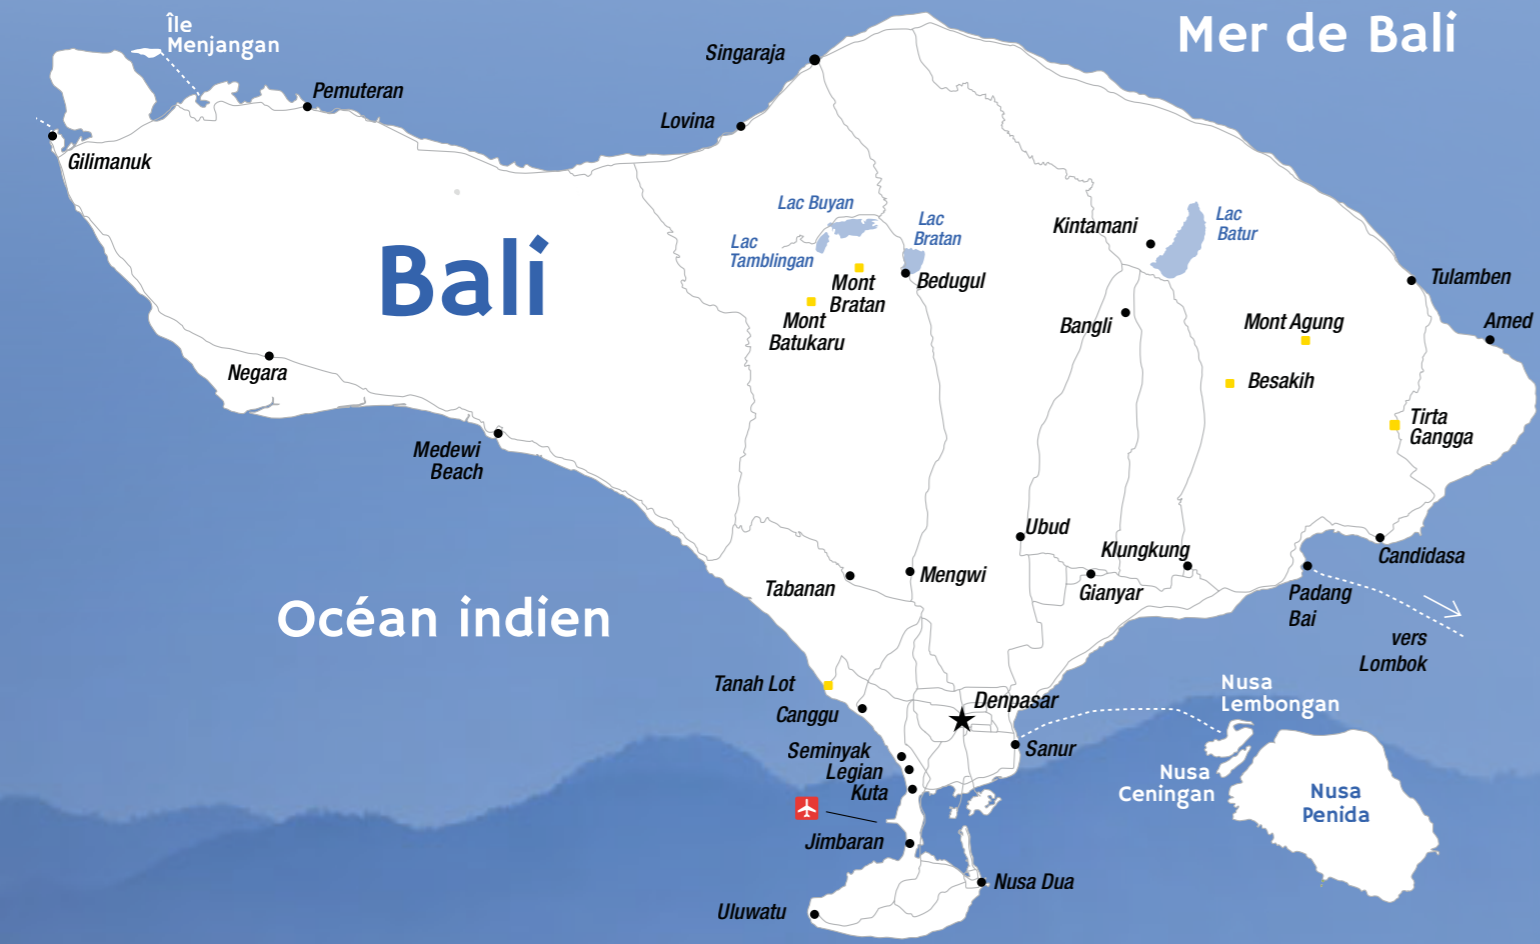 Mer de Bali
Île
Menjangan
Singaraja
Pemuteran
Lovina
Gilimanuk
Lac Buyan
Lac
Bratan
Lac
Batur
Kintamani
Lac
Tamblingan
Bali
Mont
Bratan
Bedugul
Tulamben
Mont
Batukaru
Bangli
Mont Agung
Amed
Negara
Besakih
Tirta
Gangga
Medewi
Beach
Ubud
Klungkung
Candidasa
Tabanan
Mengwi
Gianyar
Padang
Bai
Océan indien
vers
Lombok
Tanah Lot
Canggu
Denpasar
Nusa
Lembongan
Seminyak
Legian
Kuta
Sanur
Nusa
Ceningan
Nusa
Penida
Jimbaran
Nusa Dua
Uluwatu